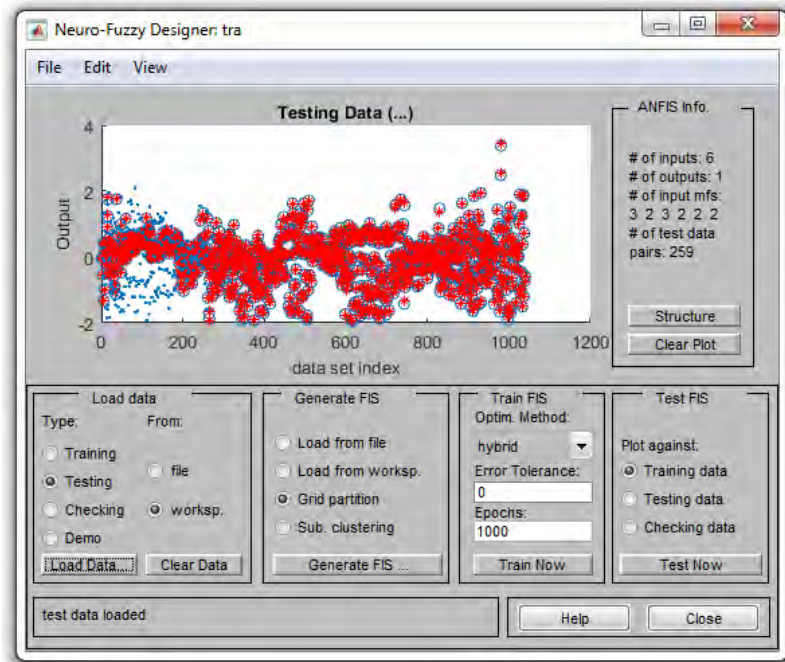 Neuro-Fuzzy Designer: tra
File Edit View
Testing Data (...)
4
2
0
-2
Output
0 200 400 600 800 1000 1200
data set index
ANFIS Info.
# of inputs: 6
# of outputs: 1
# of input mfs:
3 2 3 2 2 2
# of test data
pairs: 259
Structure
Clear Plot
Load data
Type: From:
Training
Testing
Checking
Demo
file
worksp.
Load Data... Clear Data
Generate FIS
Load from file
Load from worksp.
Grid partition
Sub. clustering
Generate FIS ...
Train FIS
Optim. Method:
hybrid
Error Tolerance:
0
Epochs:
1000
Train Now
Test FIS
Plot against:
Training data
Testing data
Checking data
Test Now
test data loaded
Help Close